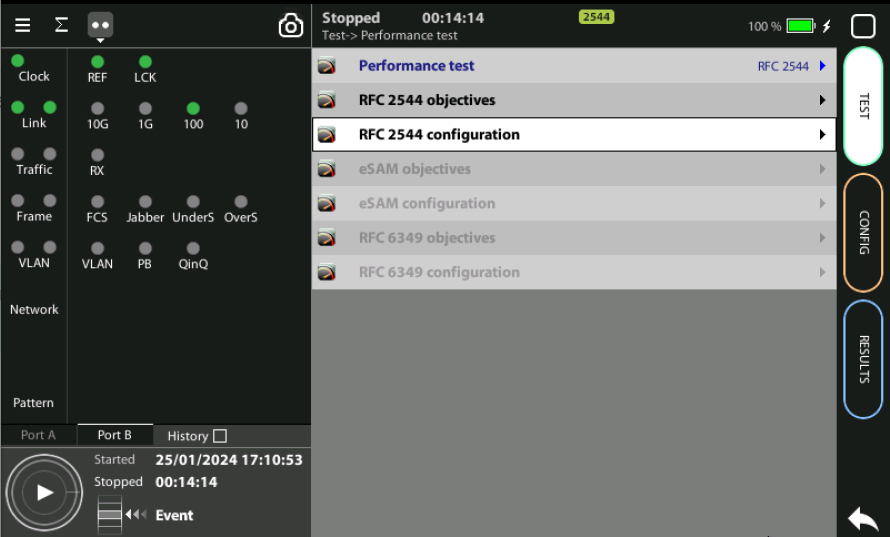 Σ
Stopped 00:14:14
2544
100 %
Test-> Performance test
Clock
REF
LCK
Link
10G
1G
100
10
Traffic
RX
Frame
FCS
Jabber
UnderS
OverS
VLAN
VLAN
PB
QinQ
Network
Pattern
Port A
Port B
History
Started 25/01/2024 17:10:53
Stopped 00:14:14
Event
Performance test RFC 2544
RFC 2544 objectives
RFC 2544 configuration
eSAM objectives
eSAM configuration
RFC 6349 objectives
RFC 6349 configuration
TEST
CONFIG
RESULTS